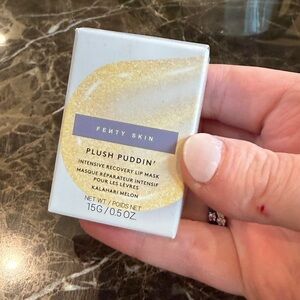 FEИTY SKIN
PLUSH PUDDIN'
INTENSIVE RECOVERY LIP MASK
MASQUE RÉPARATEUR INTENSIF
POUR LES LÈVRES
KALAHARI MELON
NET WT / POIDS NET
15G / 0.5 OZ